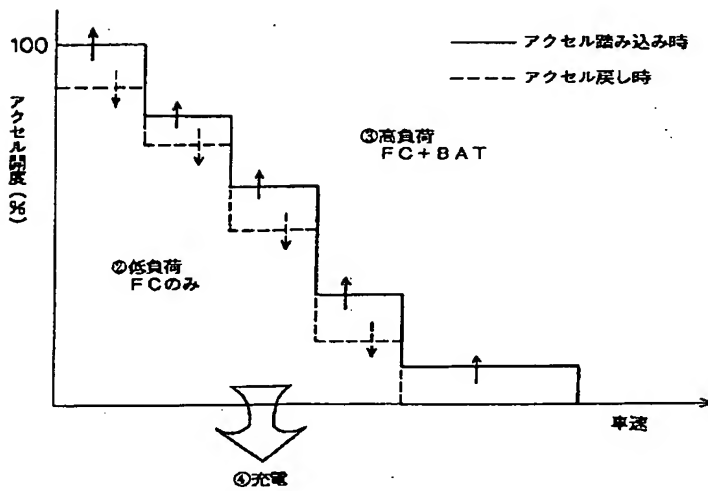 100
アクセル開度(%)
アクセル踏み込み時
アクセル戻し時
③高負荷
FC+BAT
②低負荷
FCのみ
車速
④充電